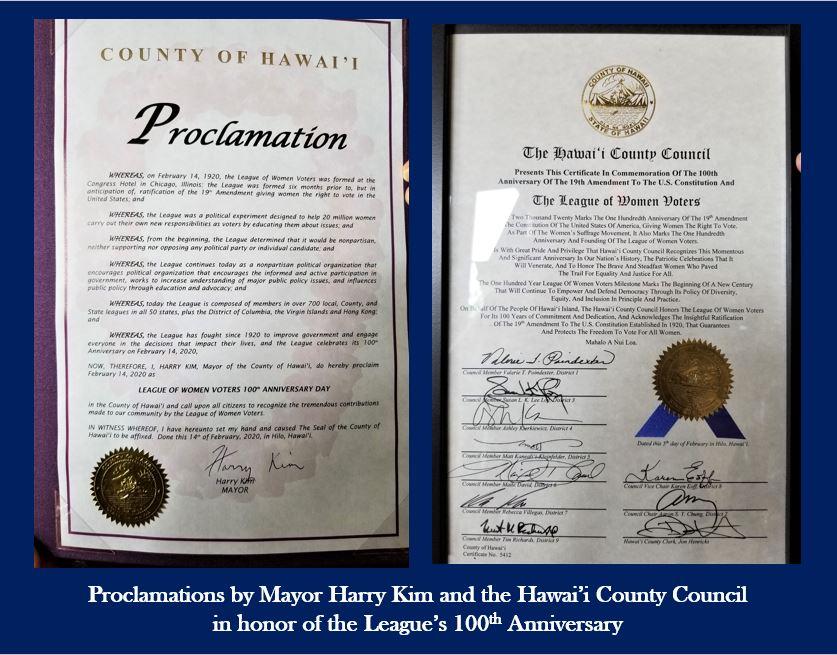 COUNTY OF HAWAI'I
Proclamation
WHEREAS, on February 14, 1920, the League of Women Voters was formed at the
Congress Hotel in Chicago, Illinois; the League was formed six months prior to, but in
anticipation of, ratification of the 19th Amendment giving women the right to vote in the
United States; and
WHEREAS, the League was a political experiment designed to help 20 million women
carry out their own new responsibilities as voters by educating them about issues; and
WHEREAS, from the beginning, the League determined that it would be nonpartisan,
neither supporting nor opposing any political party or individual candidate; and
WHEREAS, the League continues today as a nonpartisan political organization that
encourages political organization that encourages the informed and active participation in
government, works to increase understanding of major public policy issues, and influences
public policy through education and advocacy; and
WHEREAS, today the League is composed of members in over 700 local, County, and
State leagues in all 50 states, plus the District of Columbia, the Virgin Islands and Hong Kong;
and
WHEREAS, the League has fought since 1920 to improve government and engage
everyone in the decisions that impact their lives, and the League celebrates its 100th
Anniversary on February 14, 2020,
NOW, THEREFORE, I, HARRY KIM, Mayor of the County of Hawai'i, do hereby proclaim
February 14, 2020 as
LEAGUE OF WOMEN VOTERS 100th ANNIVERSARY DAY
in the County of Hawai'i and call upon all citizens to recognize the tremendous contributions
made to our community by the League of Women Voters.
IN WITNESS WHEREOF, I have hereunto set my hand and caused The Seal of the County of
Hawai'i to be affixed. Done this 14th of February, 2020, in Hilo, Hawai'i.
Harry Kim
Harry Kim
MAYOR
COUNTY OF HAWAII
STATE OF HAWAII
The Hawai'i County Council
Presents This Certificate In Commemoration Of The 100th
Anniversary Of The 19th Amendment To The U.S. Constitution And
The League of Women Voters
Two Thousand Twenty Marks The One Hundredth Anniversary Of The 19th Amendment
The Constitution Of The United States Of America, Giving Women The Right To Vote.
As Part Of The Women's Suffrage Movement, It Also Marks The One Hundredth
Anniversary And Founding Of The League Of Women Voters.
Is With Great Pride And Privilege That Hawai'i County Council Recognizes This Momentous
And Significant Anniversary In Our Nation's History, The Patriotic Celebrations That It
Will Venerate, And To Honor The Brave And Steadfast Women Who Paved
The Trail For Equality And Justice For All.
The One Hundred Year League Of Women Voters Milestone Marks The Beginning Of A New Century
That Will Continue To Empower And Defend Democracy Through Its Policy Of Diversity,
Equity, And Inclusion In Principle And Practice.
On Behalf Of The People Of Hawai'i Island, The Hawai'i County Council Honors The League Of Women Voters
For Its 100 Years of Commitment And Dedication, And Acknowledges The Insightful Ratification
Of The 19th Amendment To The U.S. Constitution Established In 1920, That Guarantees
And Protects The Freedom To Vote For All Women.
Mahalo A Nui Loa.
Valerie T. Poindexter
Council Member Valerie T. Poindexter, District 1
Council Member Susan L. K. Lee Loy, District 3
Council Member Ashley Kierkiewicz, District 4
Council Member Matt Kaneali'i-Kleinfelder, District 5
Council Member Maile David, District 6
Council Member Rebecca Villegas, District 7
Council Member Tim Richards, District 9
County of Hawai'i
Certificate No. 5412
Dated this 5th day of February in Hilo, Hawai'i.
Karen Eoff
Council Vice Chair Karen Eoff, District 8
Council Chair Aaron S. Y. Chung, District 2
Hawai'i County Clerk, Jon Henricks
Proclamations by Mayor Harry Kim and the Hawai'i County Council
in honor of the League's 100th Anniversary